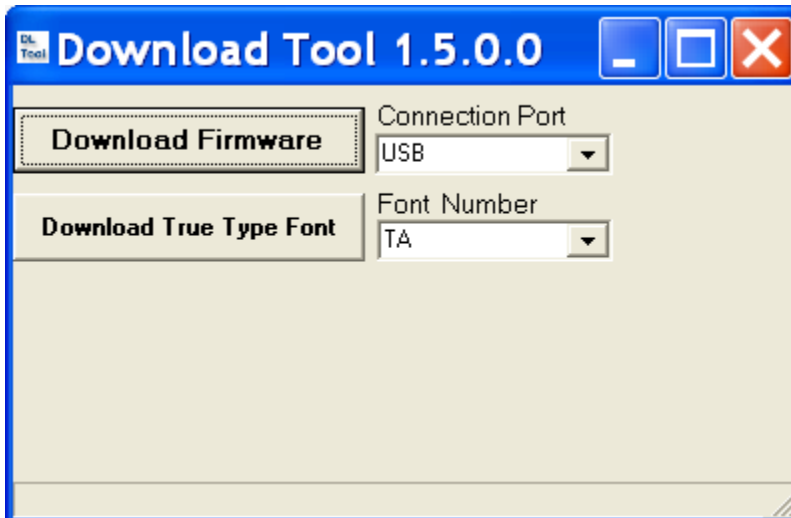 DL Tool Download Tool 1.5.0.0
Download Firmware
Connection Port
USB
Download True Type Font
Font Number
TA